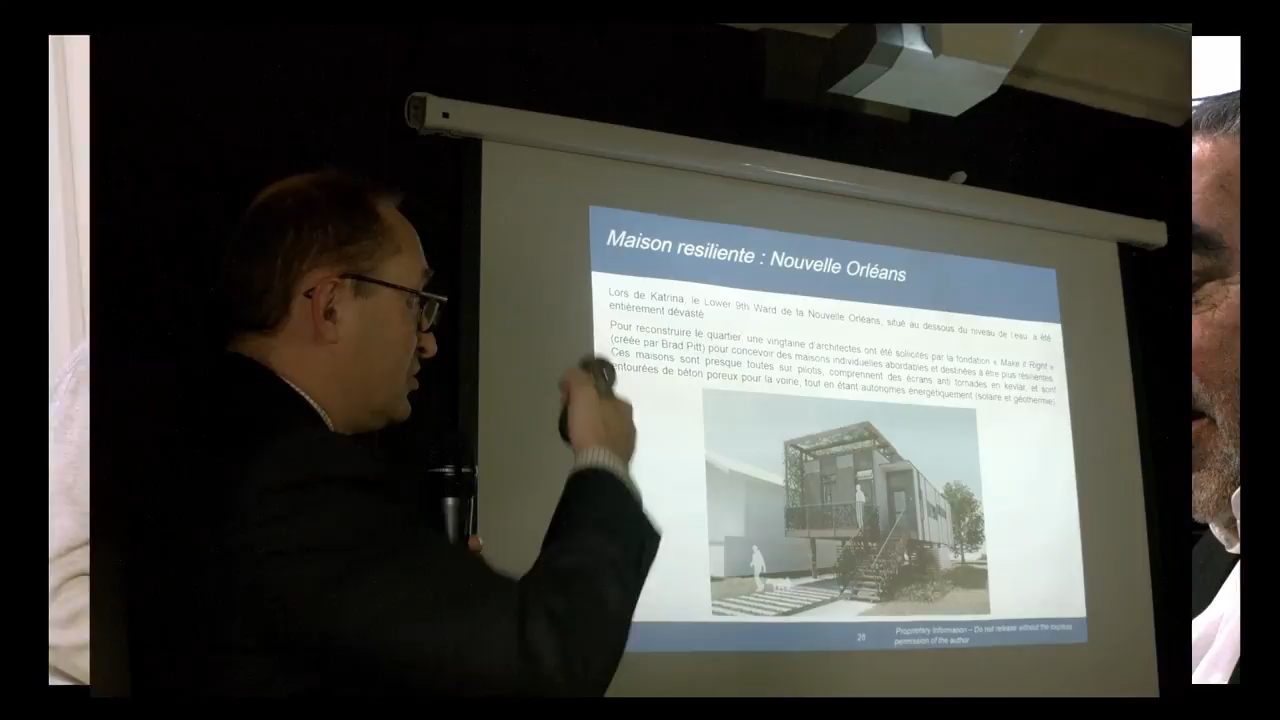 Maison resiliente : Nouvelle Orléans
Lors de Katrina, le Lower 9th Ward de la Nouvelle Orléans, situé au dessous du niveau de l'eau, a été
entièrement dévasté
Pour reconstruire le quartier, une vingtaine d'architectes ont été sollicités par la fondation « Make it Right »
(créée par Brad Pitt) pour concevoir des maisons individuelles abordables et destinées à être plus résilientes.
Ces maisons sont presque toutes sur pilotis, comprennent des écrans anti tornades en kevlar, et sont
entourées de béton poreux pour la voirie, tout en étant autonomes énergétiquement (solaire et géothermie)
26
Proprietary Information – Do not release without the express
permission of the author